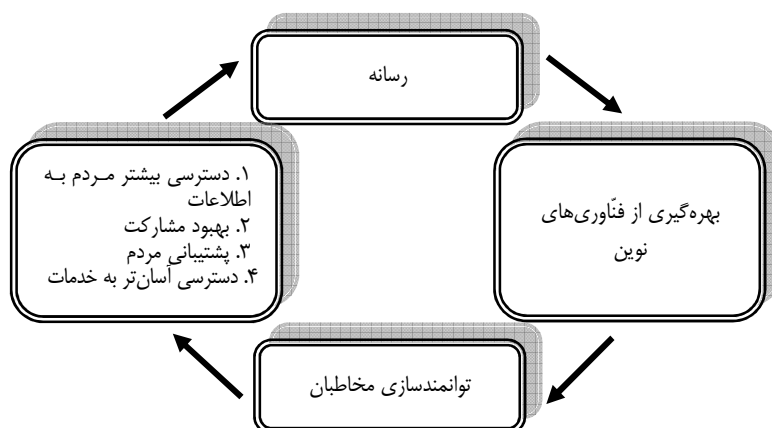 رسانه
بهره‌گیری از فنّاوری‌های
نوین
۱. دسترسی بیشتر مـردم بـه
اطلاعات
۲. بهبود مشارکت
۳. پشتیبانی مردم
۴. دسترسی آسان‌تر به خدمات
توانمندسازی مخاطبان